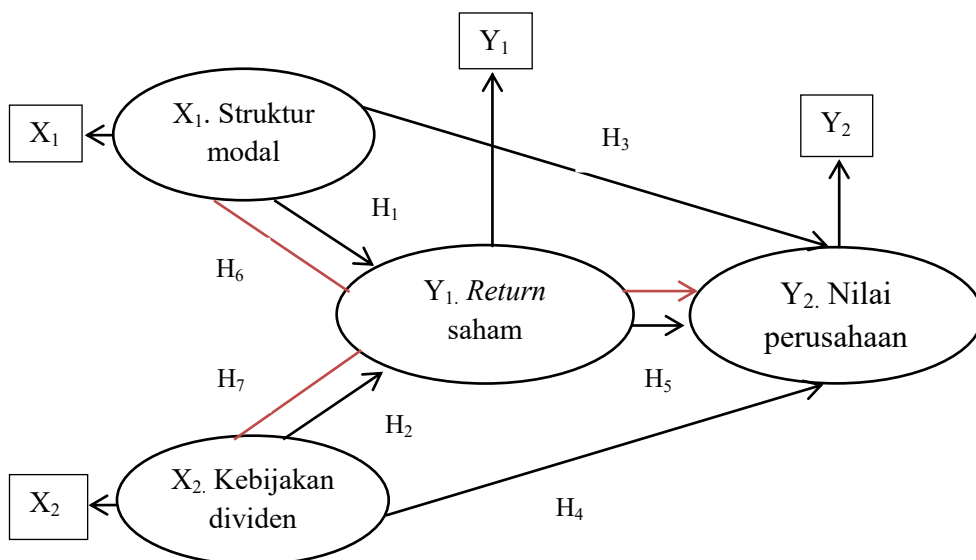 Y₁
X₁. Struktur
modal
X₁
Y₂
H₃
H₁
H₆
Y₁. Return
saham
Y₂. Nilai
perusahaan
H₇
H₅
H₂
X₂. Kebijakan
dividen
X₂
H₄